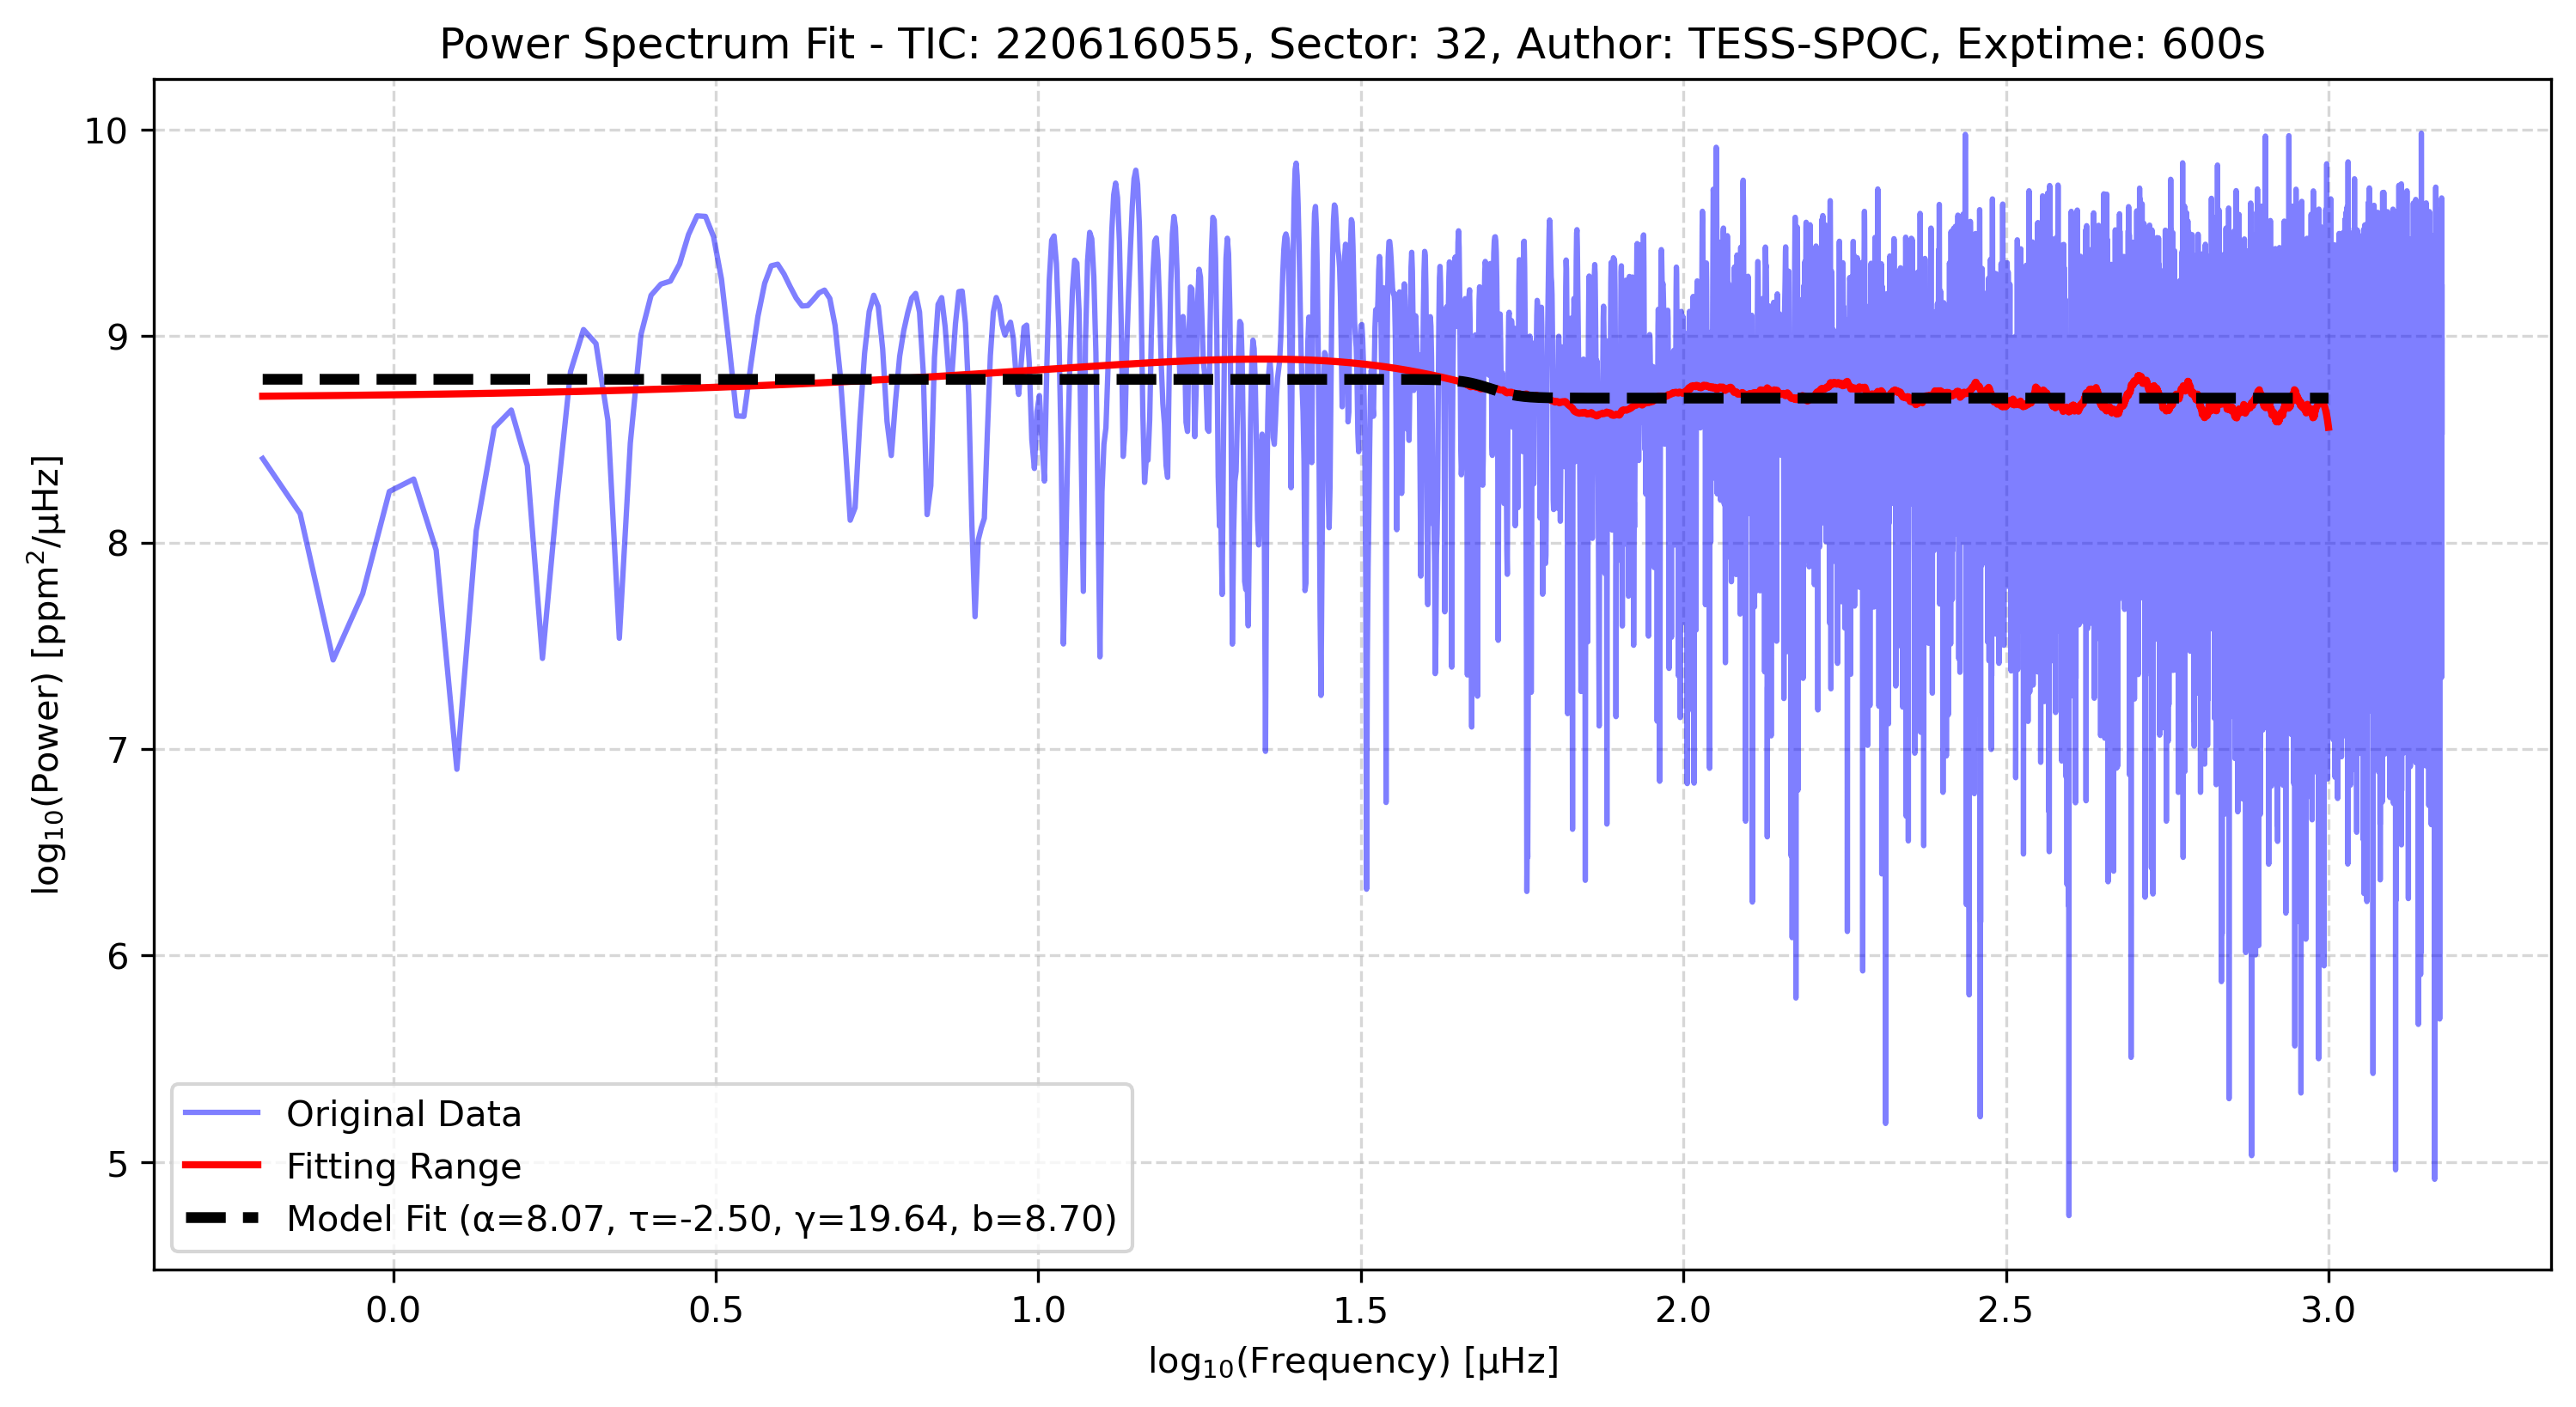 Power Spectrum Fit - TIC: 220616055, Sector: 32, Author: TESS-SPOC, Exptime: 600s
log₁₀(Power) [ppm²/μHz]
10
9
8
7
6
5
Original Data
Fitting Range
Model Fit (α=8.07, τ=-2.50, γ=19.64, b=8.70)
0.0 0.5 1.0 1.5 2.0 2.5 3.0
log₁₀(Frequency) [μHz]